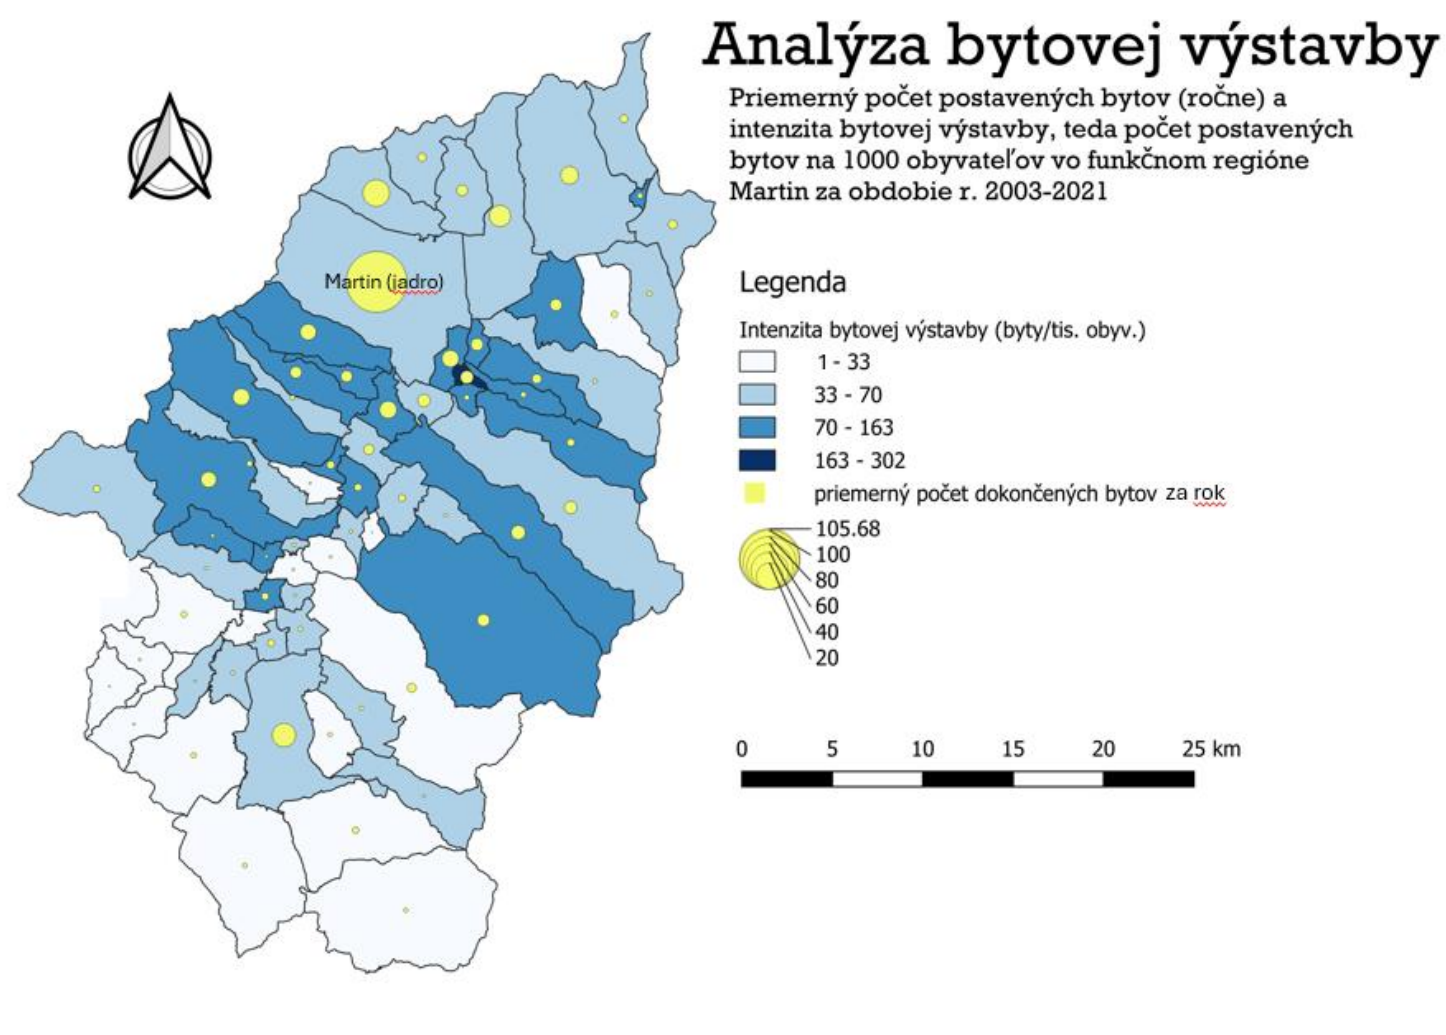 Analýza bytovej výstavby
Priemerný počet postavených bytov (ročne) a
intenzita bytovej výstavby, teda počet postavených
bytov na 1000 obyvateľov vo funkčnom regióne
Martin za obdobie r. 2003-2021
Martin (jadro)
Legenda
Intenzita bytovej výstavby (byty/tis. obyv.)
1 - 33
33 - 70
70 - 163
163 - 302
priemerný počet dokončených bytov za rok
105.68
100
80
60
40
20
0 5 10 15 20 25 km